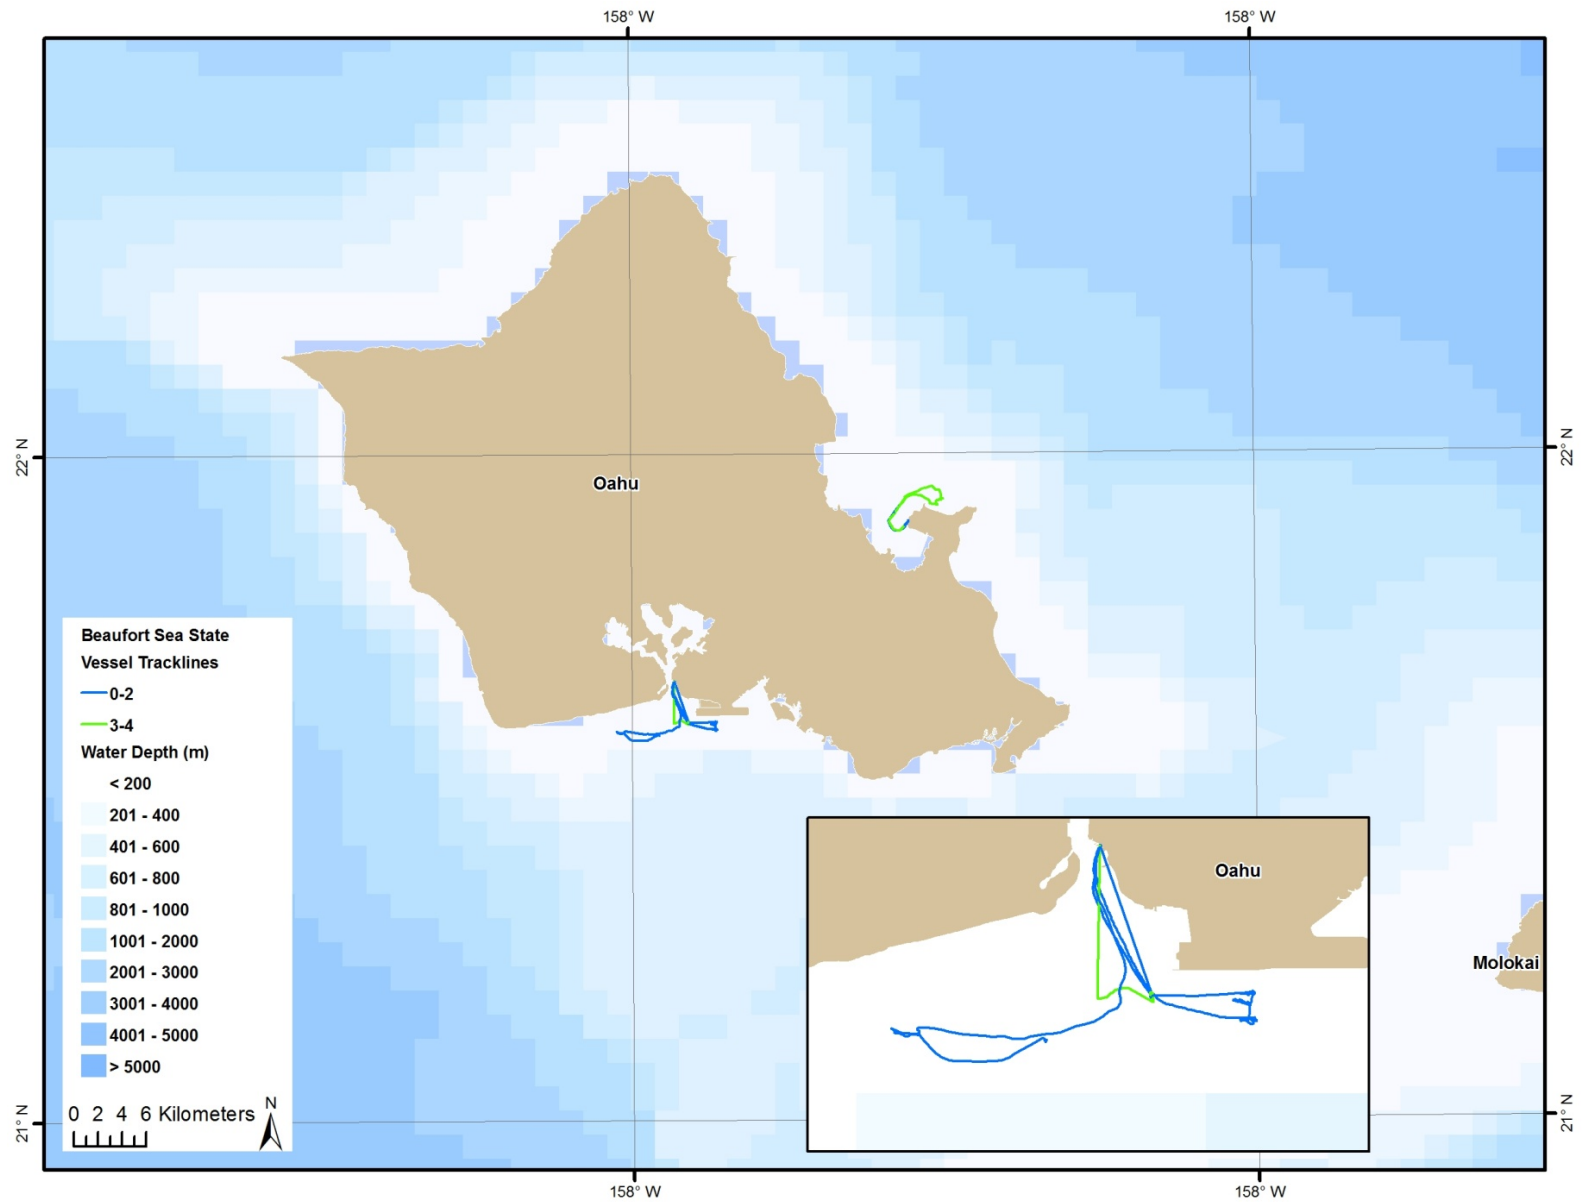 158° W
158° W
22° N
22° N
Oahu
Beaufort Sea State
Vessel Tracklines
0-2
3-4
Water Depth (m)
< 200
201 - 400
401 - 600
601 - 800
801 - 1000
1001 - 2000
2001 - 3000
3001 - 4000
4001 - 5000
> 5000
0 2 4 6 Kilometers
N
Oahu
Molokai
21° N
21° N
158° W
158° W